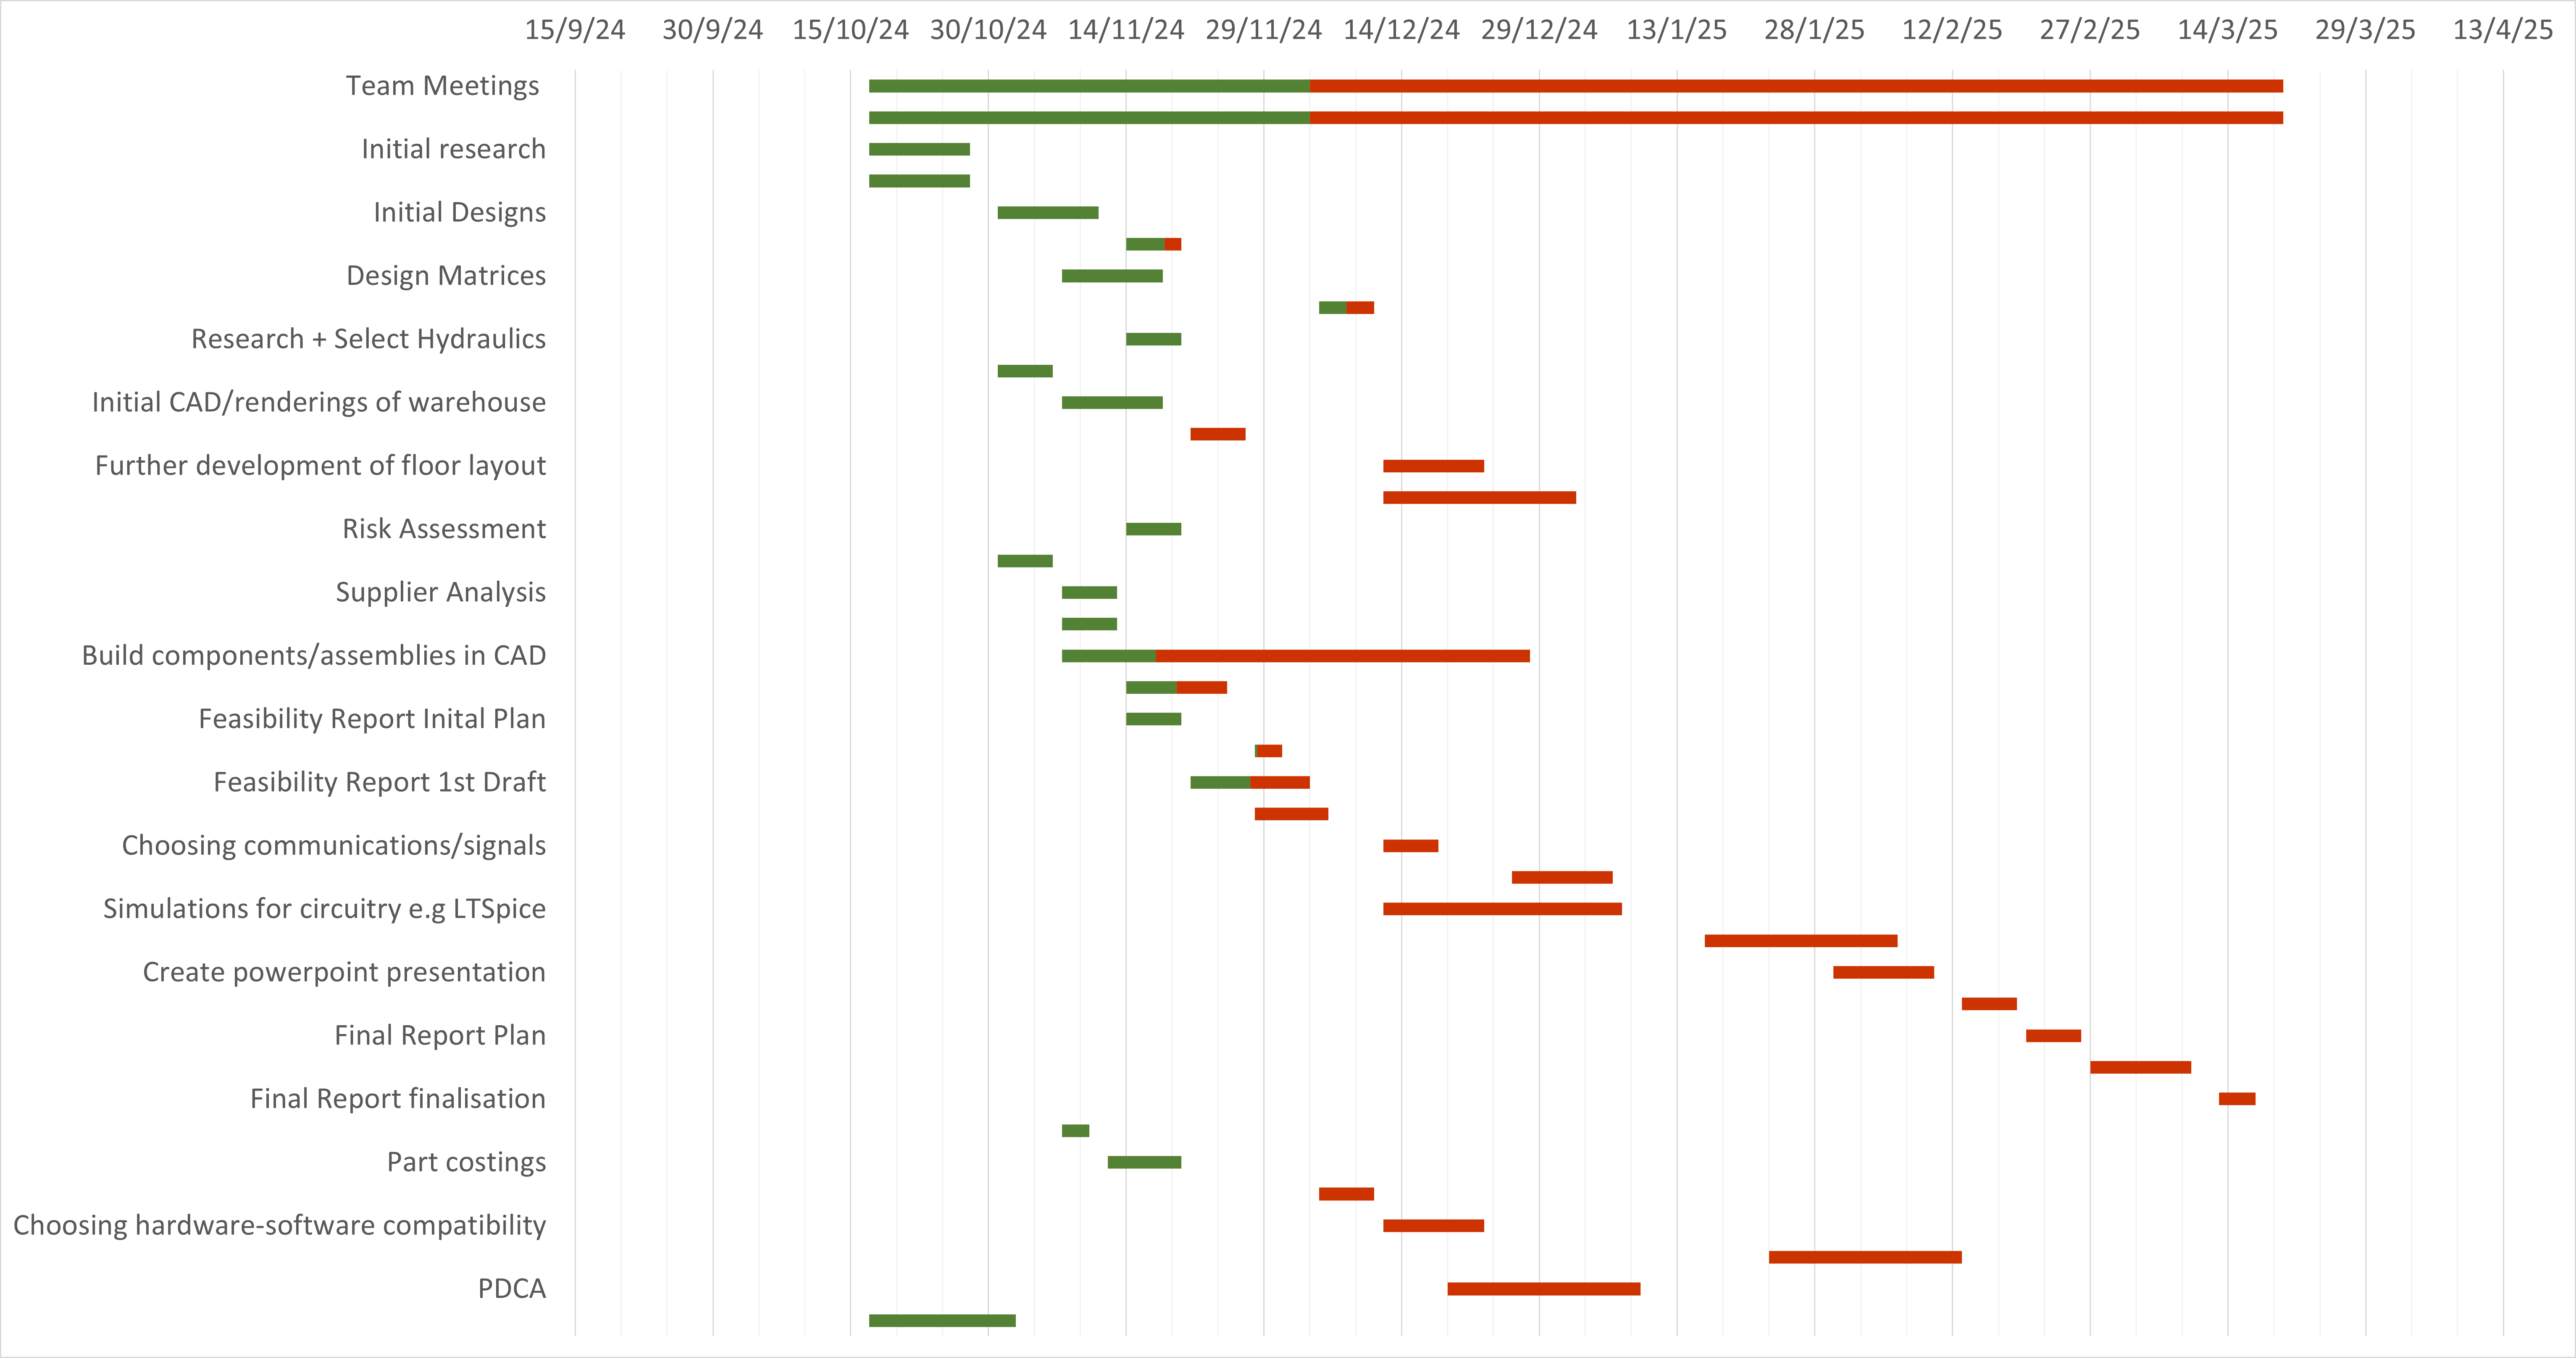 15/9/24 30/9/24 15/10/24 30/10/24 14/11/24 29/11/24 14/12/24 29/12/24 13/1/25 28/1/25 12/2/25 27/2/25 14/3/25 29/3/25 13/4/25
Team Meetings
Initial research
Initial Designs
Design Matrices
Research + Select Hydraulics
Initial CAD/renderings of warehouse
Further development of floor layout
Risk Assessment
Supplier Analysis
Build components/assemblies in CAD
Feasibility Report Inital Plan
Feasibility Report 1st Draft
Choosing communications/signals
Simulations for circuitry e.g LTSpice
Create powerpoint presentation
Final Report Plan
Final Report finalisation
Part costings
Choosing hardware-software compatibility
PDCA